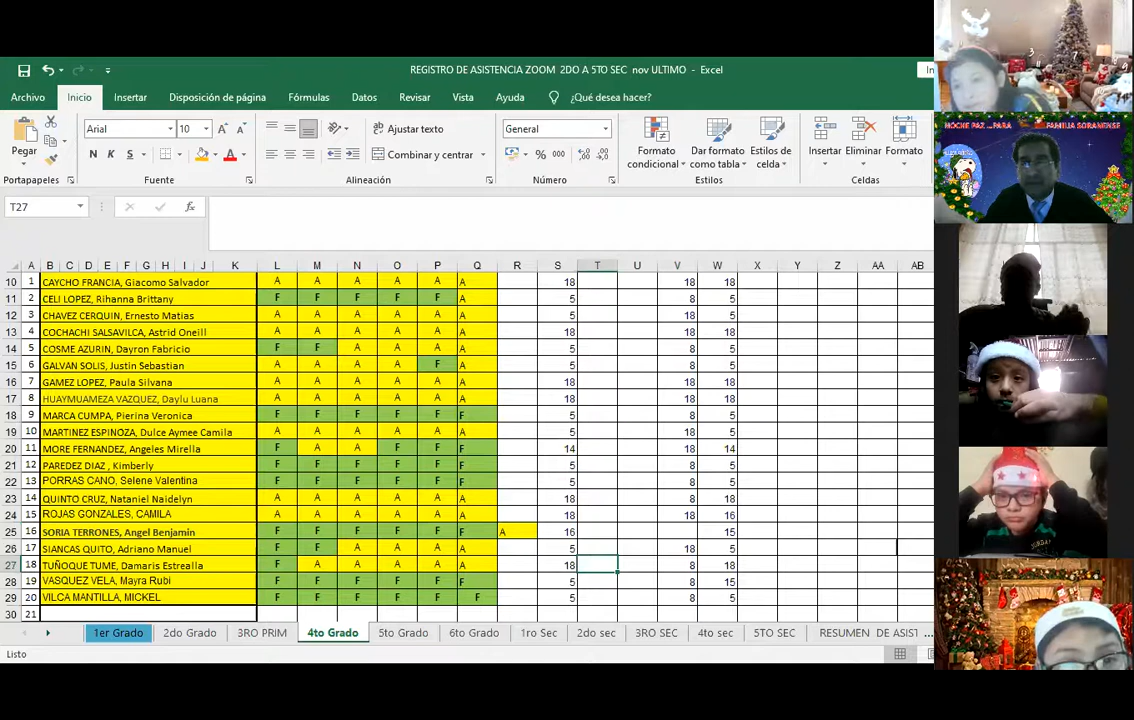 REGISTRO DE ASISTENCIA ZOOM 2DO A 5TO SEC nov ULTIMO - Excel
In
Archivo Inicio Insertar Disposición de página Fórmulas Datos Revisar Vista Ayuda ¿Qué desea hacer?
Pegar
Arial 10
Ajustar texto
General
N K S
Combinar y centrar
% 000
Formato condicional
Dar formato como tabla
Estilos de celda
Insertar Eliminar Formato
Portapapeles Fuente Alineación Número Estilos Celdas
T27 fx
A B C D E F G H I J K L M N O P Q R S T U V W X Y Z AA AB
10 1 CAYCHO FRANCIA, Giacomo Salvador A A A A A A 18 18 18
11 2 CELI LOPEZ, Rihanna Brittany F F F F F A 5 8 5
12 3 CHAVEZ CERQUIN, Ernesto Matias A A A A A A 5 18 5
13 4 COCHACHI SALSAVILCA, Astrid Oneill A A A A A A 18 18 18
14 5 COSME AZURIN, Dayron Fabricio F F A A A A 5 8 5
15 6 GALVAN SOLIS, Justin Sebastian A A A A F A 5 8 5
16 7 GAMEZ LOPEZ, Paula Silvana A A A A A A 18 18 18
17 8 HUAYMUAMEZA VAZQUEZ, Daylu Luana A A A A A A 18 18 18
18 9 MARCA CUMPA, Pierina Veronica F F F F F F 5 8 5
19 10 MARTINEZ ESPINOZA, Dulce Aymee Camila A A A A A A 5 18 5
20 11 MORE FERNANDEZ, Angeles Mirella F A A F F F 14 18 14
21 12 PAREDEZ DIAZ , Kimberly F F F F F F 5 8 5
22 13 PORRAS CANO, Selene Valentina F F F F F F 5 8 5
23 14 QUINTO CRUZ, Nataniel Naidelyn A A A A A A 18 8 18
24 15 ROJAS GONZALES, CAMILA A A A A A A 18 18 16
25 16 SORIA TERRONES, Angel Benjamin F F F F F F A 16 15
26 17 SIANCAS QUITO, Adriano Manuel F F A A A A 5 18 5
27 18 TUÑOQUE TUME, Damaris Estrealla F A A A A A 18 8 18
28 19 VASQUEZ VELA, Mayra Rubi F F F F F F 5 8 15
29 20 VILCA MANTILLA, MICKEL F F F F F F 5 8 5
30 21
1er Grado 2do Grado 3RO PRIM 4to Grado 5to Grado 6to Grado 1ro Sec 2do sec 3RO SEC 4to sec 5TO SEC RESUMEN DE ASIST ...
Listo
NOCHE PAZ ...PARA FAMILIA SORANENSE